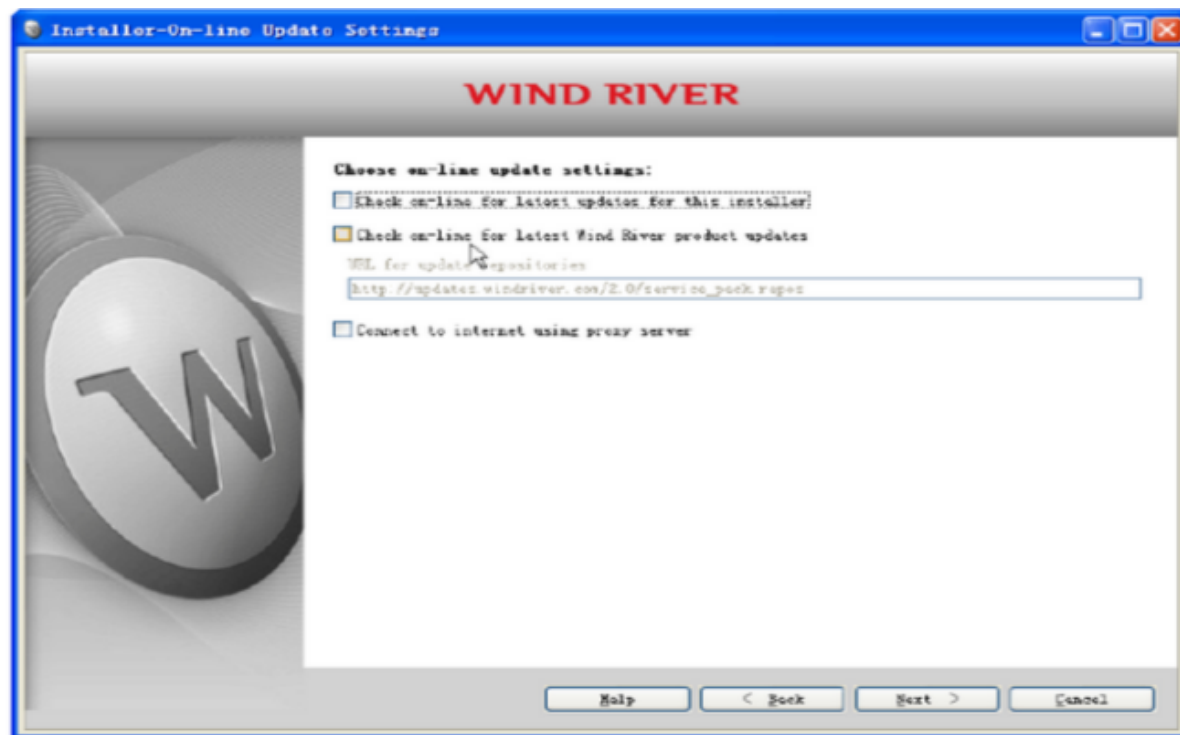 Installer-On-line Update Settings
WIND RIVER
Choose on-line update settings:
Check on-line for latest updates for this installer
Check on-line for latest Wind River product updates
URL for update repositories
http://updates.windriver.com/2.0/service_pack.repos
Connect to internet using proxy server
W
Help
< Back
Next >
Cancel